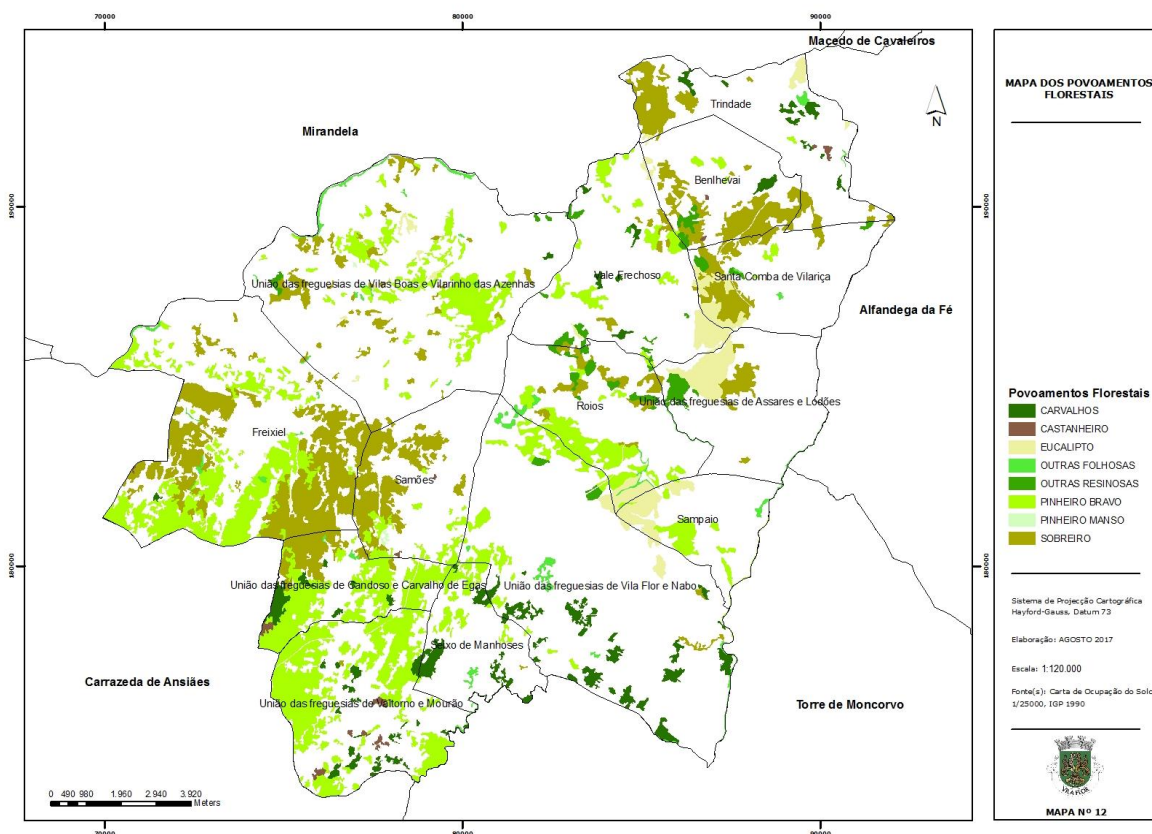 70000
80000
90000
Macedo de Cavaleiros
Trindade
N
Mirandela
Benlhevai
190000
190000
Vale Frechoso
Santa Comba de Vilariça
União das freguesias de Vilas Boas e Vilarinho das Azenhas
Alfandega da Fé
União das freguesias de Assares e Lodões
Roios
Freixiel
Samões
Sampaio
180000
180000
União das freguesias de Candoso e Carvalho de Egas
União das freguesias de Vila Flor e Nabo
Seixo de Manhoses
Carrazeda de Ansiães
União das freguesias de Valtorno e Mourão
Torre de Moncorvo
0 490 980 1.960 2.940 3.920
Meters
70000
80000
90000
MAPA DOS POVOAMENTOS
FLORESTAIS
Povoamentos Florestais
CARVALHOS
CASTANHEIRO
EUCALIPTO
OUTRAS FOLHOSAS
OUTRAS RESINOSAS
PINHEIRO BRAVO
PINHEIRO MANSO
SOBREIRO
Sistema de Projecção Cartográfica
Hayford-Gauss, Datum 73
Elaboração: AGOSTO 2017
Escala: 1:120.000
Fonte(s): Carta de Ocupação do Solo
1/25000, IGP 1990
VILA FLOR
MAPA Nº 12